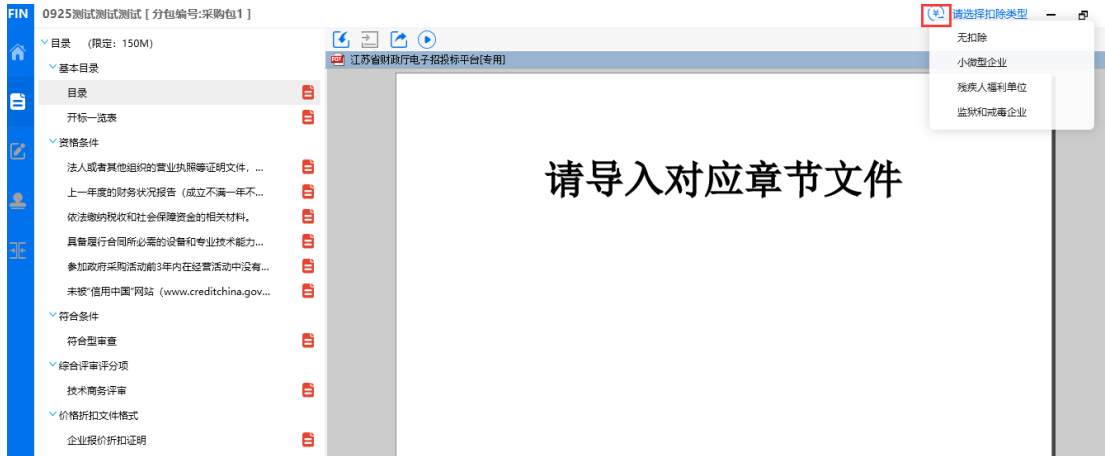 FIN 0925测试测试测试 [ 分包编号:采购包1 ]
请选择扣除类型
无扣除
小微型企业
残疾人福利单位
监狱和戒毒企业
目录 (限定: 150M)
基本目录
目录
开标一览表
资格条件
法人或者其他组织的营业执照等证明文件, ...
上一年度的财务状况报告 (成立不满一年不...
依法缴纳税收和社会保障资金的相关材料。
具备履行合同所必需的设备和专业技术能力...
参加政府采购活动前3年内在经营活动中没有...
未被"信用中国"网站 (www.creditchina.gov...
符合条件
符合型审查
综合评审评分项
技术商务评审
价格折扣文件格式
企业报价折扣证明
PDF 江苏省财政厅电子招投标平台[专用]
请导入对应章节文件